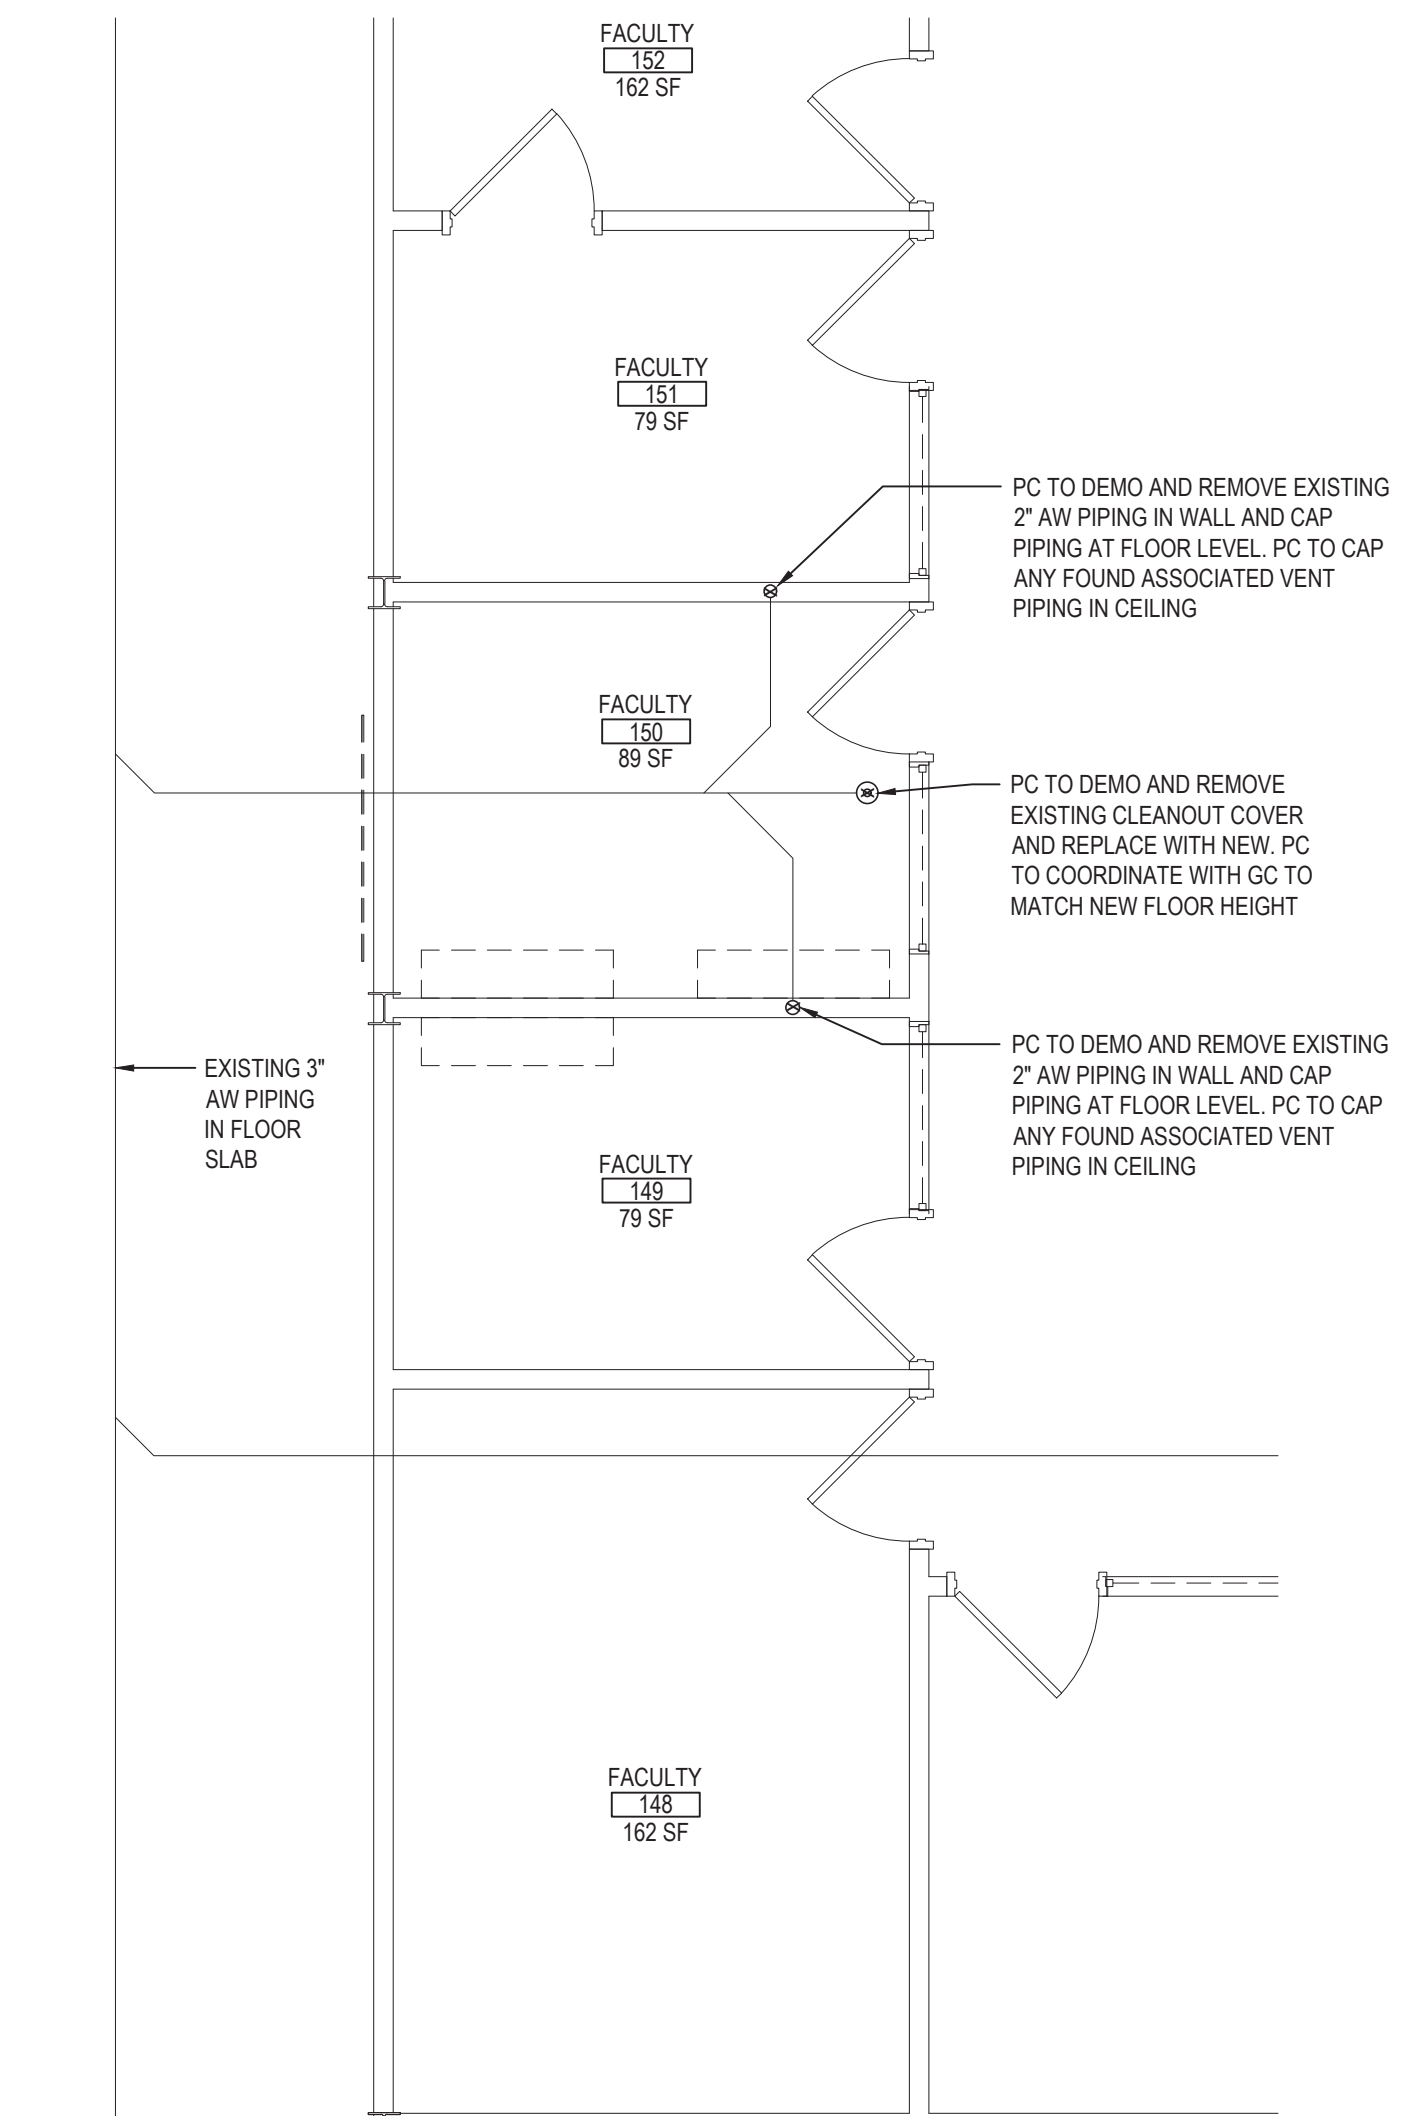 FACULTY
152
162 SF
FACULTY
151
79 SF
PC TO DEMO AND REMOVE EXISTING
2" AW PIPING IN WALL AND CAP
PIPING AT FLOOR LEVEL. PC TO CAP
ANY FOUND ASSOCIATED VENT
PIPING IN CEILING
FACULTY
150
89 SF
PC TO DEMO AND REMOVE
EXISTING CLEANOUT COVER
AND REPLACE WITH NEW. PC
TO COORDINATE WITH GC TO
MATCH NEW FLOOR HEIGHT
EXISTING 3"
AW PIPING
IN FLOOR
SLAB
PC TO DEMO AND REMOVE EXISTING
2" AW PIPING IN WALL AND CAP
PIPING AT FLOOR LEVEL. PC TO CAP
ANY FOUND ASSOCIATED VENT
PIPING IN CEILING
FACULTY
149
79 SF
FACULTY
148
162 SF